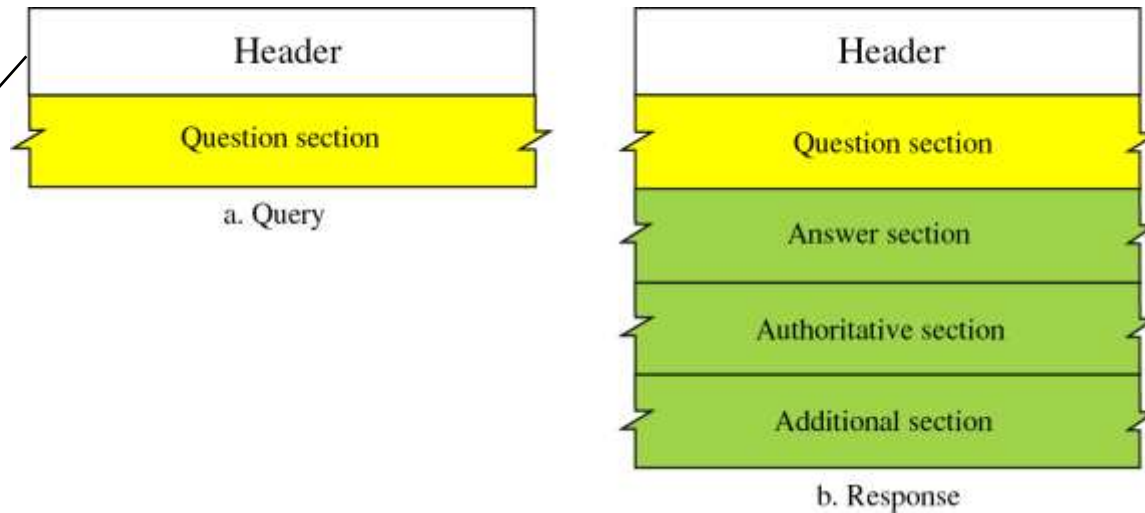 Header
Question section
a. Query
Header
Question section
Answer section
Authoritative section
Additional section
b. Response